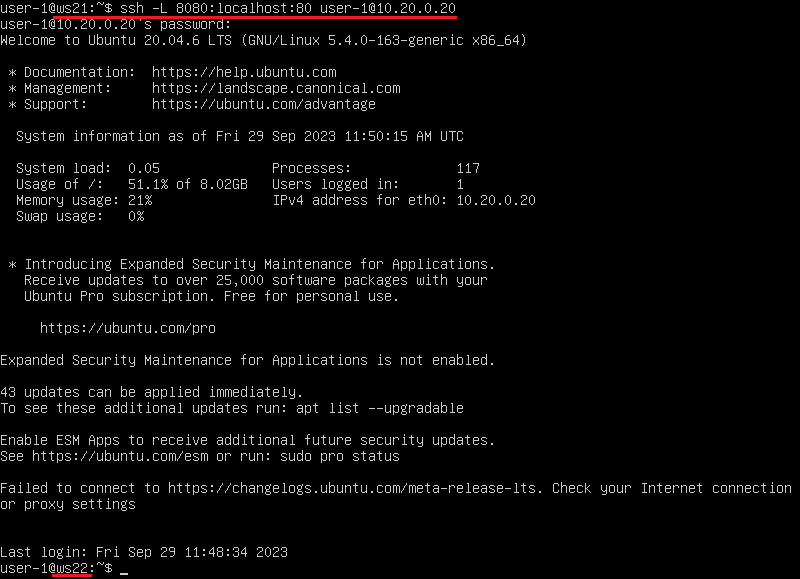 user-1@ws21:~$ ssh -L 8080:localhost:80 user-1@10.20.0.20
user-1@10.20.0.20's password:
Welcome to Ubuntu 20.04.6 LTS (GNU/Linux 5.4.0-163-generic x86_64)
* Documentation:  https://help.ubuntu.com
* Management:     https://landscape.canonical.com
* Support:        https://ubuntu.com/advantage
System information as of Fri 29 Sep 2023 11:50:15 AM UTC
System load:  0.05              Processes:             117
Usage of /:   51.1% of 8.02GB   Users logged in:       1
Memory usage: 21%               IPv4 address for eth0: 10.20.0.20
Swap usage:   0%
* Introducing Expanded Security Maintenance for Applications.
Receive updates to over 25,000 software packages with your
Ubuntu Pro subscription. Free for personal use.
https://ubuntu.com/pro
Expanded Security Maintenance for Applications is not enabled.
43 updates can be applied immediately.
To see these additional updates run: apt list --upgradable
Enable ESM Apps to receive additional future security updates.
See https://ubuntu.com/esm or run: sudo pro status
Failed to connect to https://changelogs.ubuntu.com/meta-release-lts. Check your Internet connection
or proxy settings
Last login: Fri Sep 29 11:48:34 2023
user-1@ws22:~$ _